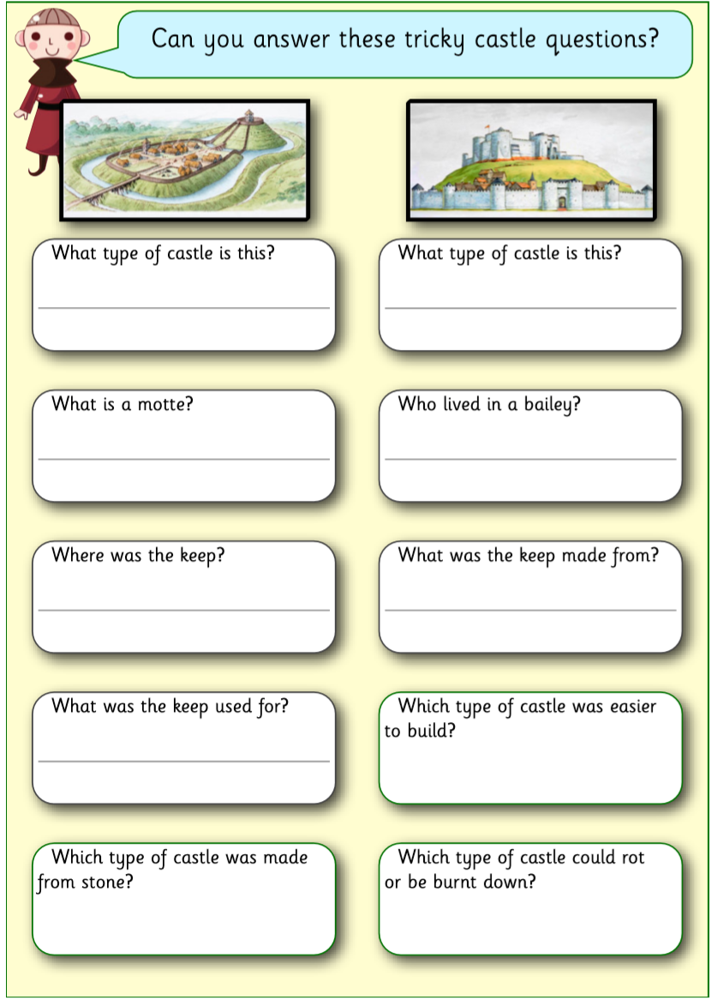 Can you answer these tricky castle questions?
What type of castle is this?
What type of castle is this?
What is a motte?
Who lived in a bailey?
Where was the keep?
What was the keep made from?
What was the keep used for?
Which type of castle was easier
to build?
Which type of castle was made
from stone?
Which type of castle could rot
or be burnt down?